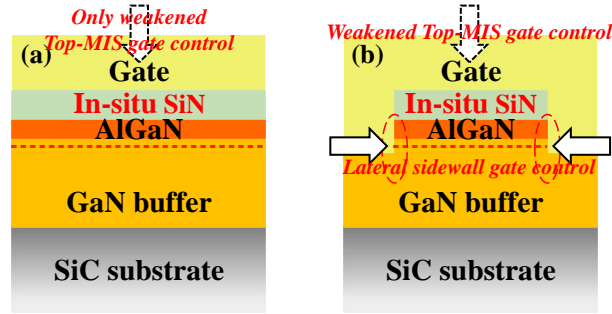 Only weakened
Top-MIS gate control
(a)
Gate
In-situ SiN
AlGaN
GaN buffer
SiC substrate
Weakened Top-MIS gate control
(b)
Gate
In-situ SiN
AlGaN
Lateral sidewall gate control
GaN buffer
SiC substrate